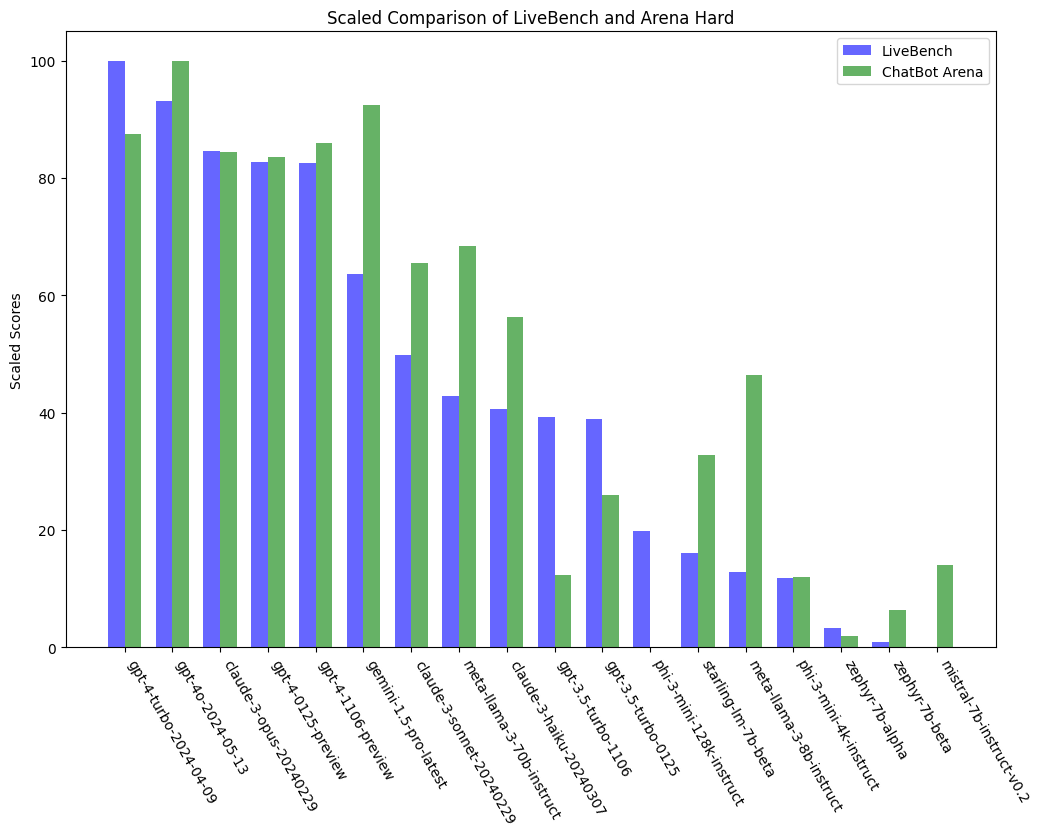 Scaled Comparison of LiveBench and Arena Hard
LiveBench
ChatBot Arena
Scaled Scores
100
80
60
40
20
0
gpt-4-turbo-2024-04-09
gpt-4o-2024-05-13
claude-3-opus-20240229
gpt-4-0125-preview
gpt-4-1106-preview
gemini-1.5-pro-latest
claude-3-sonnet-20240229
meta-llama-3-70b-instruct
claude-3-haiku-20240307
gpt-3.5-turbo-1106
gpt-3.5-turbo-0125
phi-3-mini-128k-instruct
starling-lm-7b-beta
meta-llama-3-8b-instruct
phi-3-mini-4k-instruct
zephyr-7b-alpha
zephyr-7b-beta
mistral-7b-instruct-v0.2